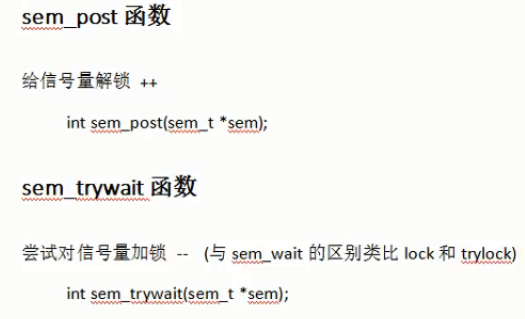 sem_post 函数
给信号量解锁 ++
int sem_post(sem_t *sem);
sem_trywait 函数
尝试对信号量加锁 -- (与 sem_wait 的区别类比 lock 和 trylock)
int sem_trywait(sem_t *sem);